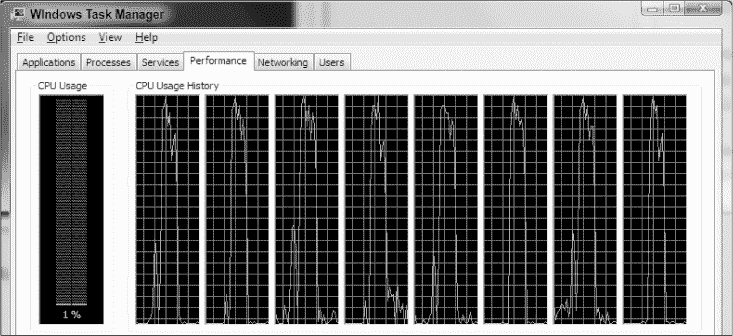 WIndows Task Manager
File Options View Help
Applications Processes Services Performance Networking Users
CPU Usage CPU Usage History
1 %